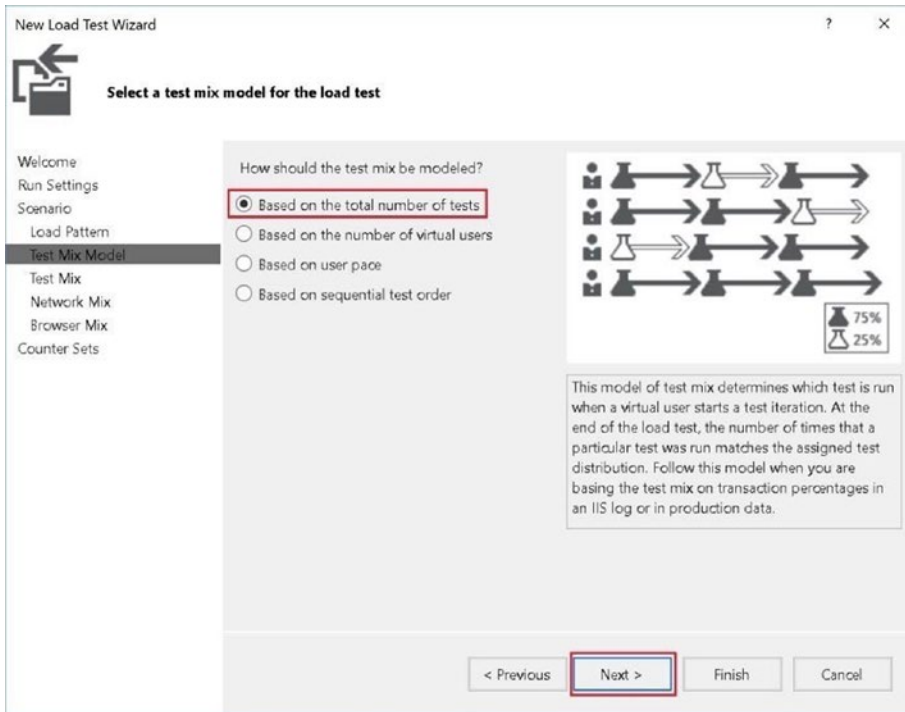 New Load Test Wizard
?
Select a test mix model for the load test
Welcome
Run Settings
Scenario
Load Pattern
Test Mix Model
Test Mix
Network Mix
Browser Mix
Counter Sets
How should the test mix be modeled?
Based on the total number of tests
Based on the number of virtual users
Based on user pace
Based on sequential test order
75%
25%
This model of test mix determines which test is run
when a virtual user starts a test iteration. At the
end of the load test, the number of times that a
particular test was run matches the assigned test
distribution. Follow this model when you are
basing the test mix on transaction percentages in
an IIS log or in production data.
< Previous
Next >
Finish
Cancel